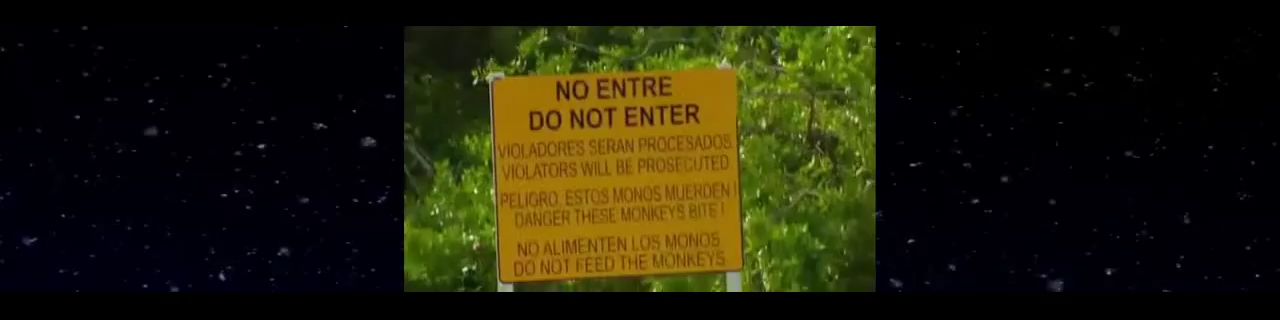 NO ENTRE
DO NOT ENTER
VIOLADORES SERAN PROCESADOS
VIOLATORS WILL BE PROSECUTED
PELIGRO, ESTOS MONOS MUERDEN !
DANGER THESE MONKEYS BITE !
NO ALIMENTEN LOS MONOS
DO NOT FEED THE MONKEYS